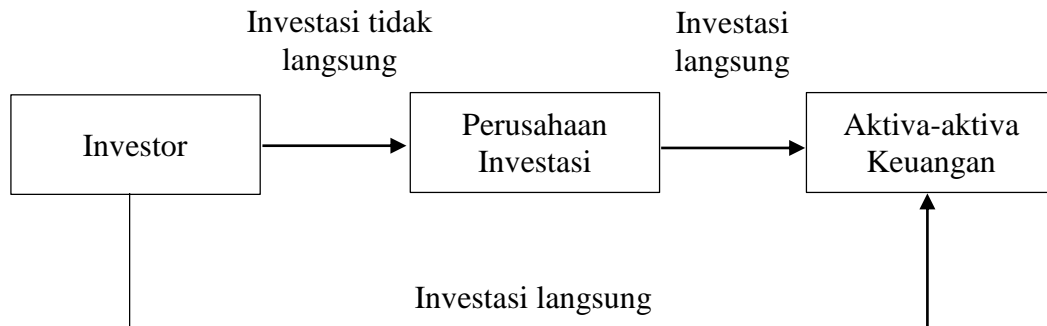 Investasi tidak
langsung
Investasi
langsung
Investor
Perusahaan
Investasi
Aktiva-aktiva
Keuangan
Investasi langsung